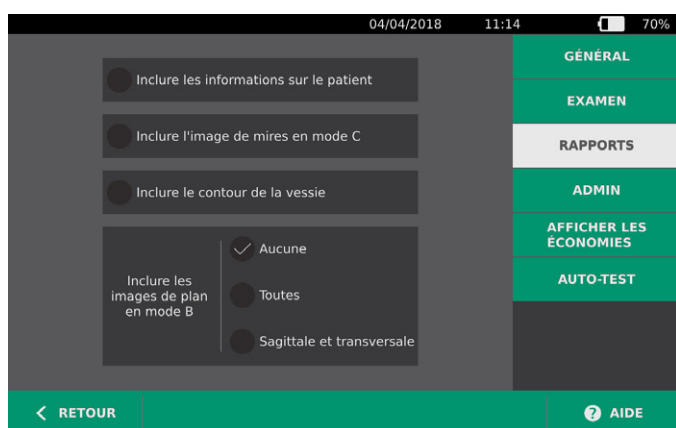 04/04/2018 11:14 70%
Inclure les informations sur le patient
Inclure l'image de mires en mode C
Inclure le contour de la vessie
Inclure les
images de plan
en mode B
Aucune
Toutes
Sagittale et transversale
GÉNÉRAL
EXAMEN
RAPPORTS
ADMIN
AFFICHER LES
ÉCONOMIES
AUTO-TEST
RETOUR
? AIDE